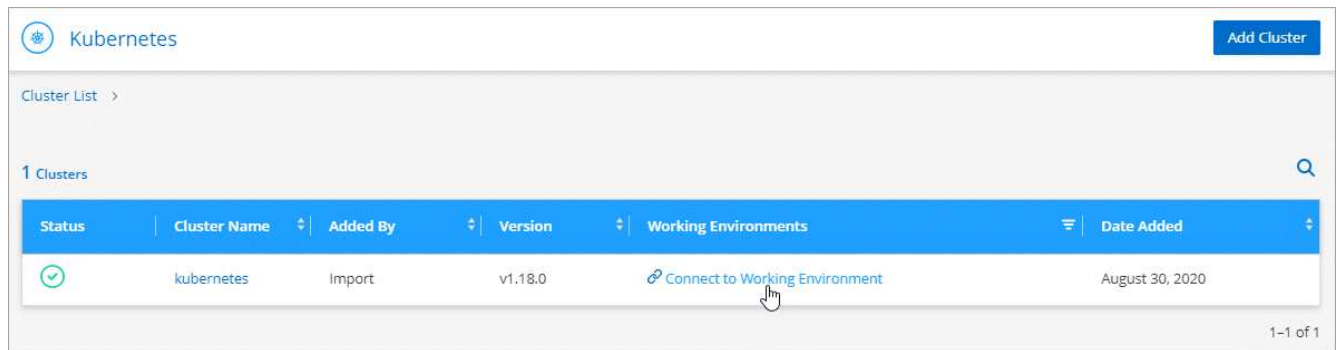 Kubernetes
Add Cluster
Cluster List >
1 Clusters
Status Cluster Name Added By Version Working Environments Date Added
kubernetes Import v1.18.0 Connect to Working Environment August 30, 2020
1–1 of 1